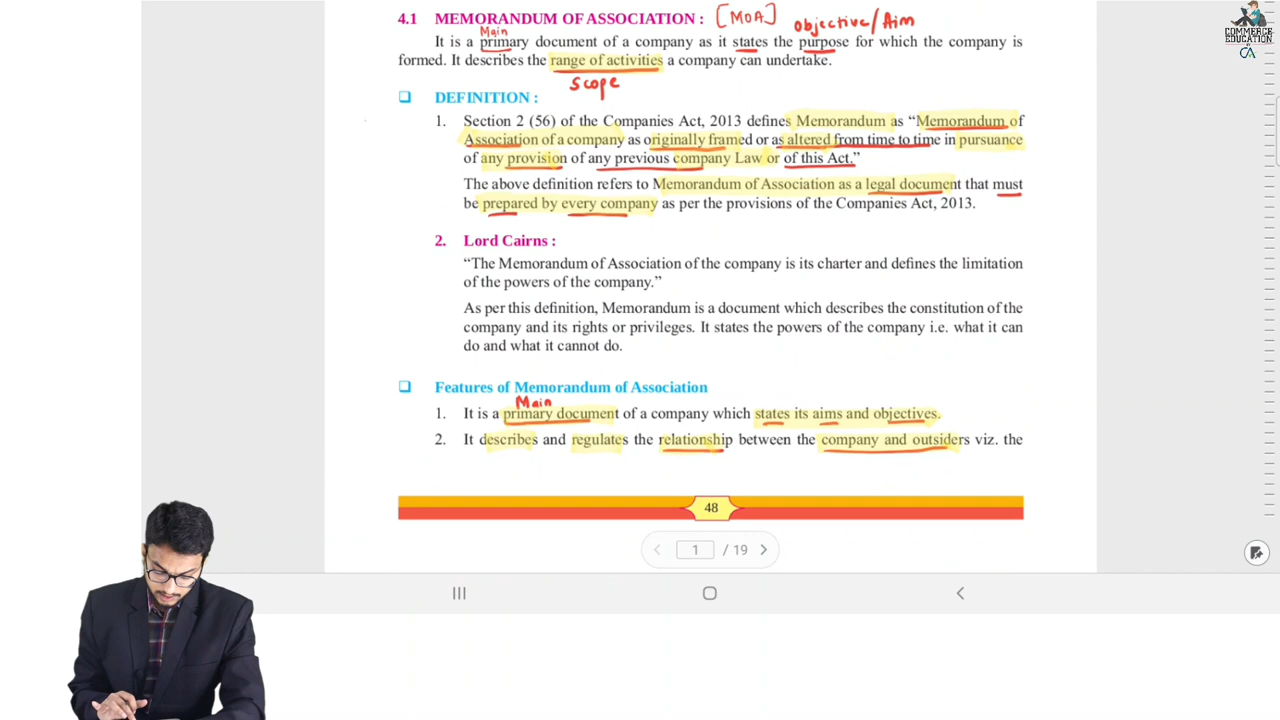 4.1 MEMORANDUM OF ASSOCIATION : [MOA] objective/Aim
Main
It is a primary document of a company as it states the purpose for which the company is
formed. It describes the range of activities a company can undertake.
Scope
DEFINITION :
1. Section 2 (56) of the Companies Act, 2013 defines Memorandum as “Memorandum of
Association of a company as originally framed or as altered from time to time in pursuance
of any provision of any previous company Law or of this Act.”
The above definition refers to Memorandum of Association as a legal document that must
be prepared by every company as per the provisions of the Companies Act, 2013.
2. Lord Cairns :
“The Memorandum of Association of the company is its charter and defines the limitation
of the powers of the company.”
As per this definition, Memorandum is a document which describes the constitution of the
company and its rights or privileges. It states the powers of the company i.e. what it can
do and what it cannot do.
Features of Memorandum of Association
Main
1. It is a primary document of a company which states its aims and objectives.
2. It describes and regulates the relationship between the company and outsiders viz. the
48
1 / 19
COMMERCE
EDUCATION
BY
CA